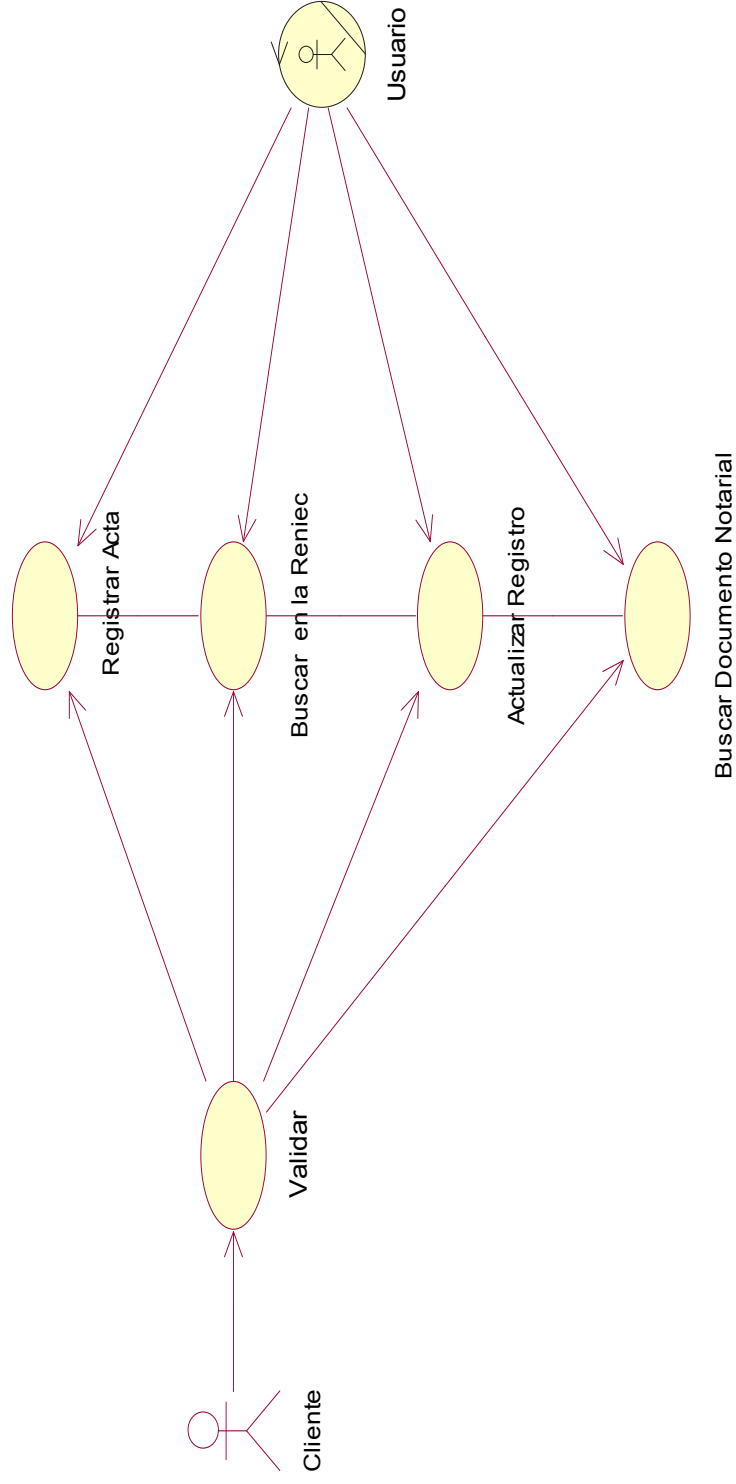 Usuario
Registrar Acta
Buscar en la Reniec
Actualizar Registro
Buscar Documento Notarial
Validar
Cliente